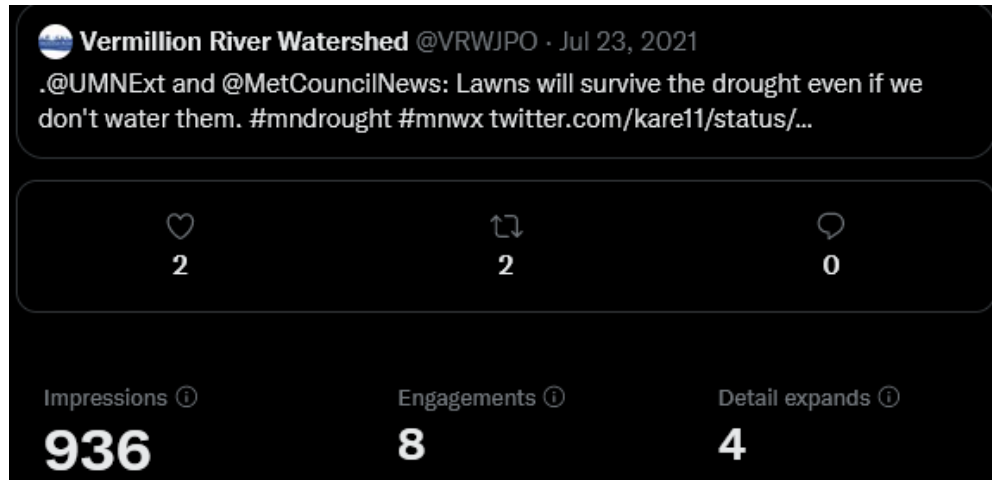 Vermillion River Watershed @VRWJPO · Jul 23, 2021
.@UMNExt and @MetCouncilNews: Lawns will survive the drought even if we
don't water them. #mndrought #mnwx twitter.com/kare11/status/...
2 2 0
Impressions Engagements Detail expands
936 8 4